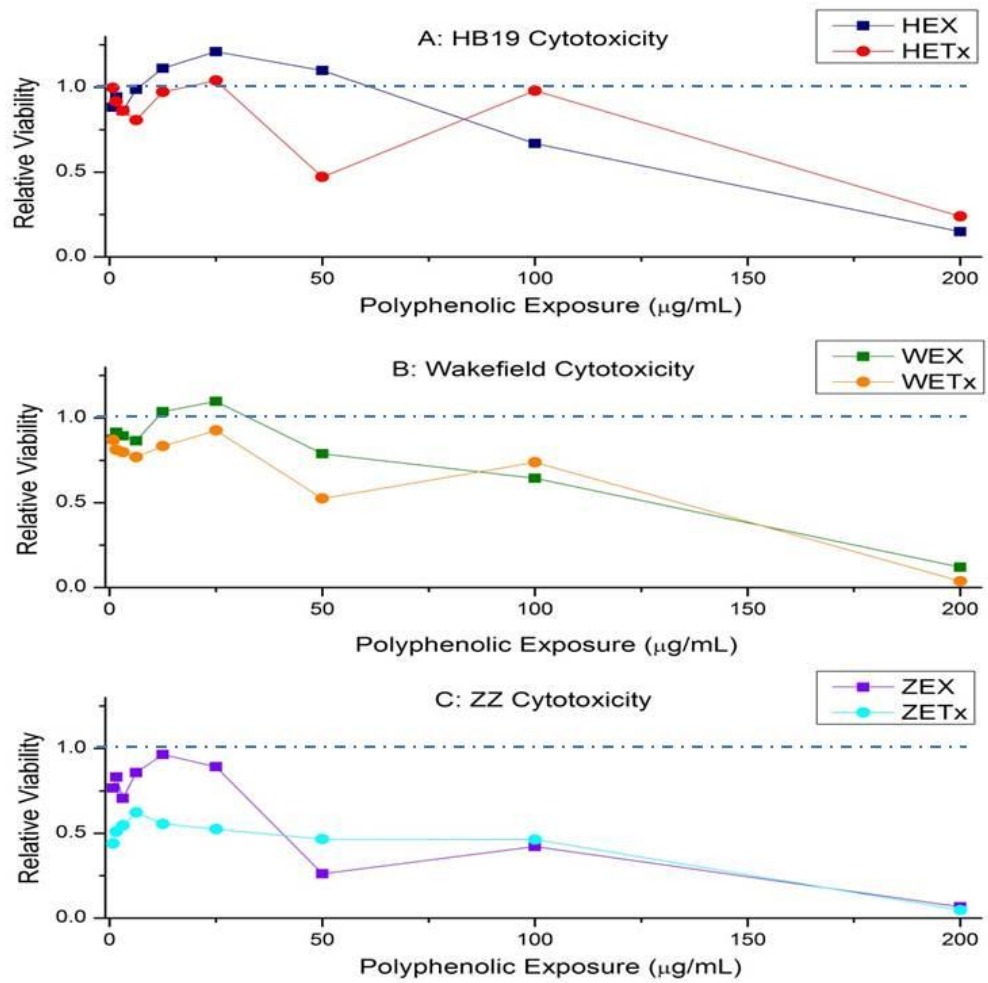 A: HB19 Cytotoxicity
HEX
HETx
Relative Viability
1.0
0.5
0.0
0 50 100 150 200
Polyphenolic Exposure (μg/mL)
B: Wakefield Cytotoxicity
WEX
WETx
Relative Viability
1.0
0.5
0.0
0 50 100 150 200
Polyphenolic Exposure (μg/mL)
C: ZZ Cytotoxicity
ZEX
ZETx
Relative Viability
1.0
0.5
0.0
0 50 100 150 200
Polyphenolic Exposure (μg/mL)